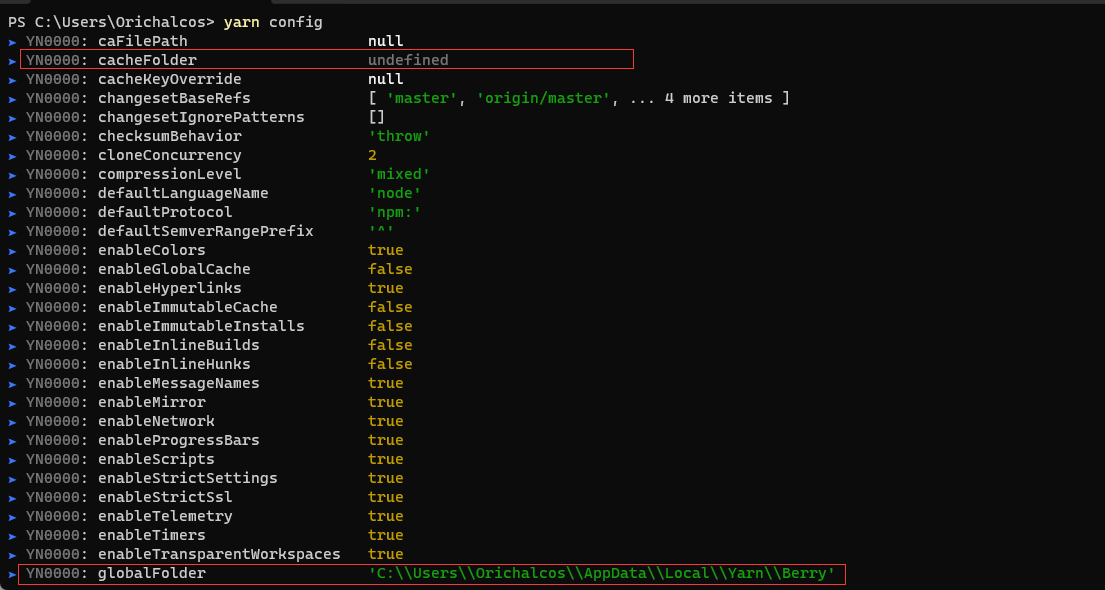 PS C:\Users\Orichalcos> yarn config
➤ YN0000: caFilePath null
➤ YN0000: cacheFolder undefined
➤ YN0000: cacheKeyOverride null
➤ YN0000: changesetBaseRefs [ 'master', 'origin/master', ... 4 more items ]
➤ YN0000: changesetIgnorePatterns []
➤ YN0000: checksumBehavior 'throw'
➤ YN0000: cloneConcurrency 2
➤ YN0000: compressionLevel 'mixed'
➤ YN0000: defaultLanguageName 'node'
➤ YN0000: defaultProtocol 'npm:'
➤ YN0000: defaultSemverRangePrefix '^'
➤ YN0000: enableColors true
➤ YN0000: enableGlobalCache false
➤ YN0000: enableHyperlinks true
➤ YN0000: enableImmutableCache false
➤ YN0000: enableImmutableInstalls false
➤ YN0000: enableInlineBuilds false
➤ YN0000: enableInlineHunks false
➤ YN0000: enableMessageNames true
➤ YN0000: enableMirror true
➤ YN0000: enableNetwork true
➤ YN0000: enableProgressBars true
➤ YN0000: enableScripts true
➤ YN0000: enableStrictSettings true
➤ YN0000: enableStrictSsl true
➤ YN0000: enableTelemetry true
➤ YN0000: enableTimers true
➤ YN0000: enableTransparentWorkspaces true
➤ YN0000: globalFolder 'C:\\Users\\Orichalcos\\AppData\\Local\\Yarn\\Berry'